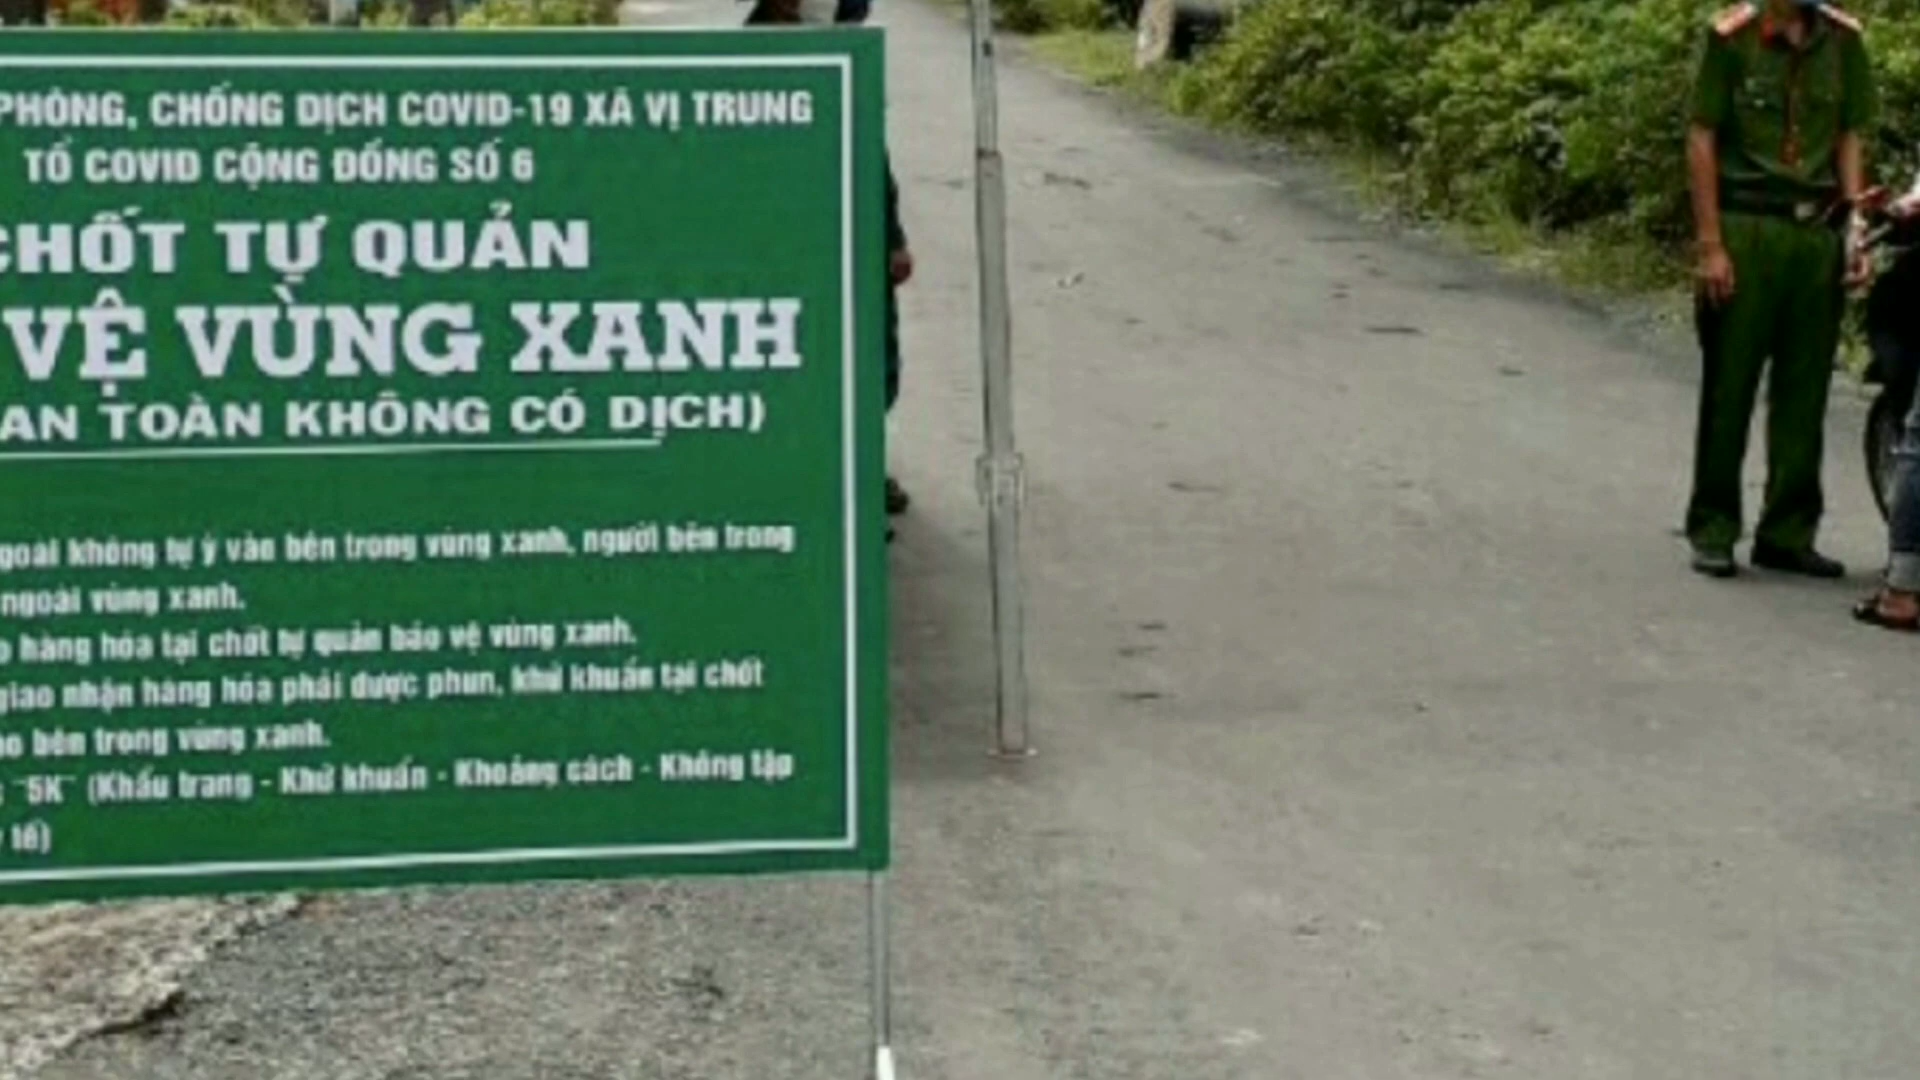 PHÒNG, CHỐNG DỊCH COVID-19 XÃ VỊ TRUNG
TỔ COVID CỘNG ĐỒNG SỐ 6
CHỐT TỰ QUẢN
VỆ VÙNG XANH
AN TOÀN KHÔNG CÓ DỊCH)
không tự ý vào bên trong vùng xanh, người bên trong
ngoài vùng xanh.
hàng hóa tại chốt tự quản bảo vệ vùng xanh.
giao nhận hàng hóa phải được phun, khử khuẩn tại chốt
bên trong vùng xanh.
"5K" (Khẩu trang - Khử khuẩn - Khoảng cách - Không tập
tế)